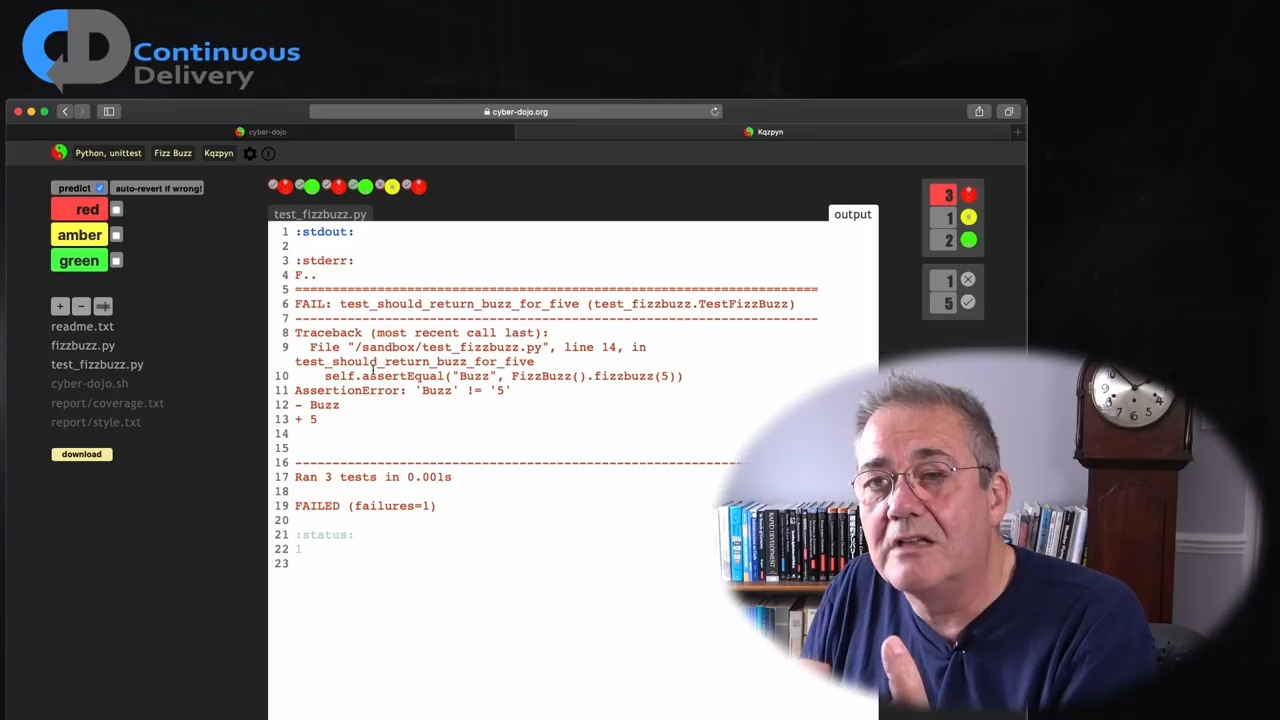 Continuous
Delivery
cyber-dojo.org
cyber-dojo
Kqzpyn
Python, unittest
Fizz Buzz
Kqzpyn
predict
auto-revert if wrong!
red
amber
green
readme.txt
fizzbuzz.py
test_fizzbuzz.py
cyber-dojo.sh
report/coverage.txt
report/style.txt
download
test_fizzbuzz.py
output
1 :stdout:
2
3 :stderr:
4 F..
5 ======================================================================
6 FAIL: test_should_return_buzz_for_five (test_fizzbuzz.TestFizzBuzz)
7 ----------------------------------------------------------------------
8 Traceback (most recent call last):
9 File "/sandbox/test_fizzbuzz.py", line 14, in
test_should_return_buzz_for_five
10 self.assertEqual("Buzz", FizzBuzz().fizzbuzz(5))
11 AssertionError: 'Buzz' != '5'
12 - Buzz
13 + 5
14
15
16 ----------------------------------------------------------------------
17 Ran 3 tests in 0.001s
18
19 FAILED (failures=1)
20
21 :status:
22 1
23
3
1
2
1
5
RAPID DEVELOPMENT